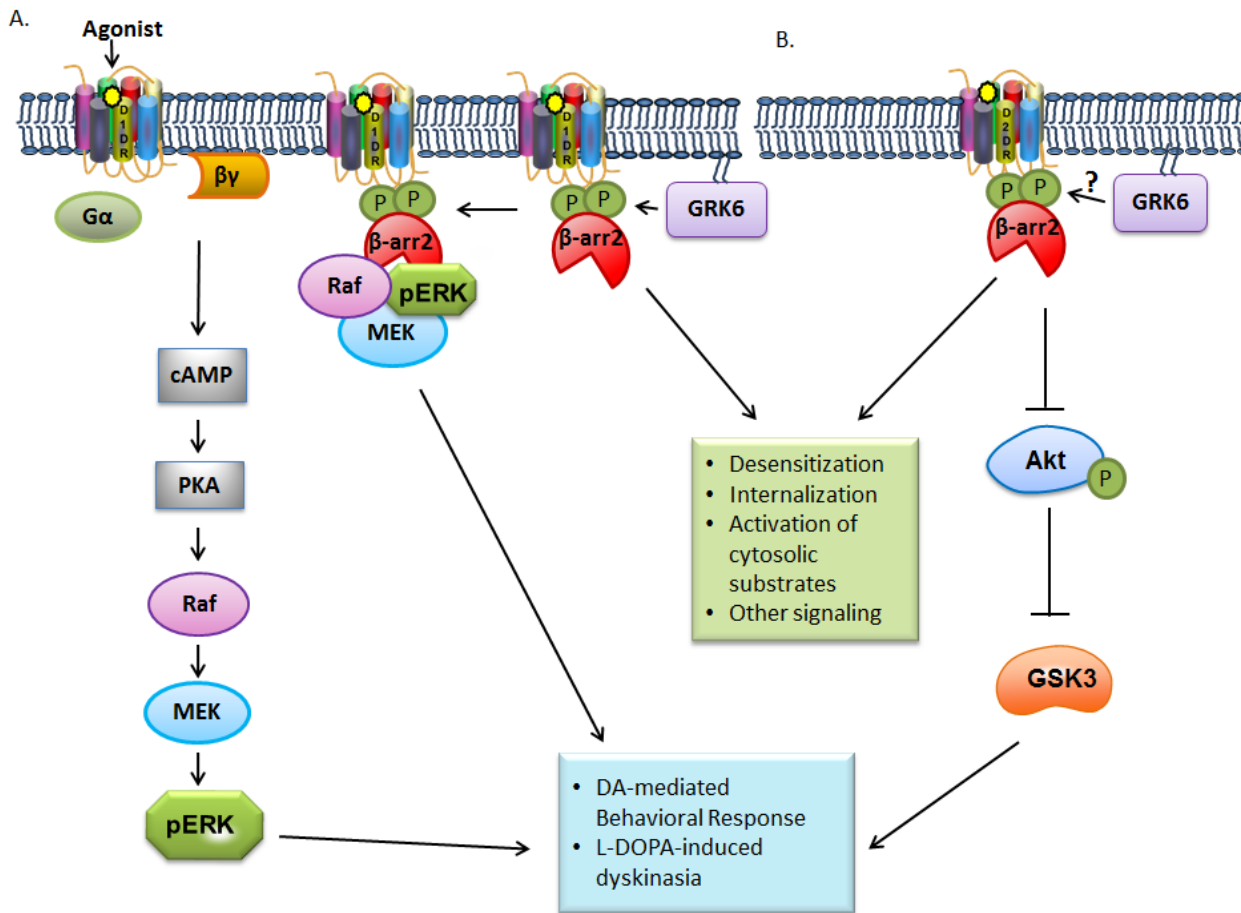 A.
Agonist
D1DR
βγ
Gα
cAMP
PKA
Raf
MEK
pERK
D1DR
P P
β-arr2
Raf
pERK
MEK
D1DR
P P
β-arr2
GRK6
B.
D2DR
P P
β-arr2
?
GRK6
• Desensitization
• Internalization
• Activation of
cytosolic
substrates
• Other signaling
Akt
P
GSK3
• DA-mediated
Behavioral Response
• L-DOPA-induced
dyskinasia